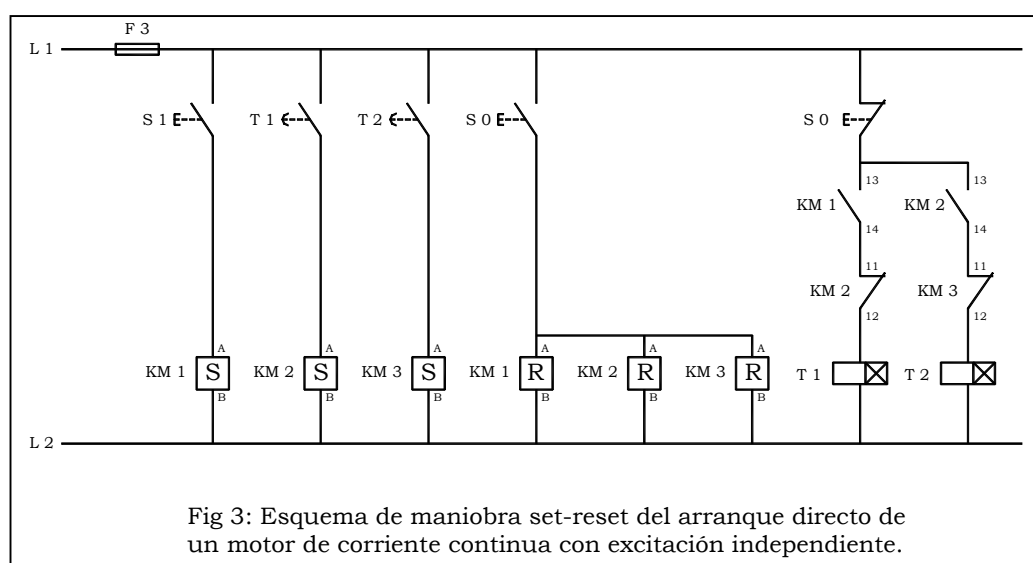 F 3
L 1
S 1 T 1 T 2 S 0 S 0
13 13
KM 1 KM 2
14 14
11 11
KM 2 KM 3
12 12
A A A A A A
KM 1 S KM 2 S KM 3 S KM 1 R KM 2 R KM 3 R T 1 T 2
B B B B B B
L 2
Fig 3: Esquema de maniobra set-reset del arranque directo de
un motor de corriente continua con excitación independiente.